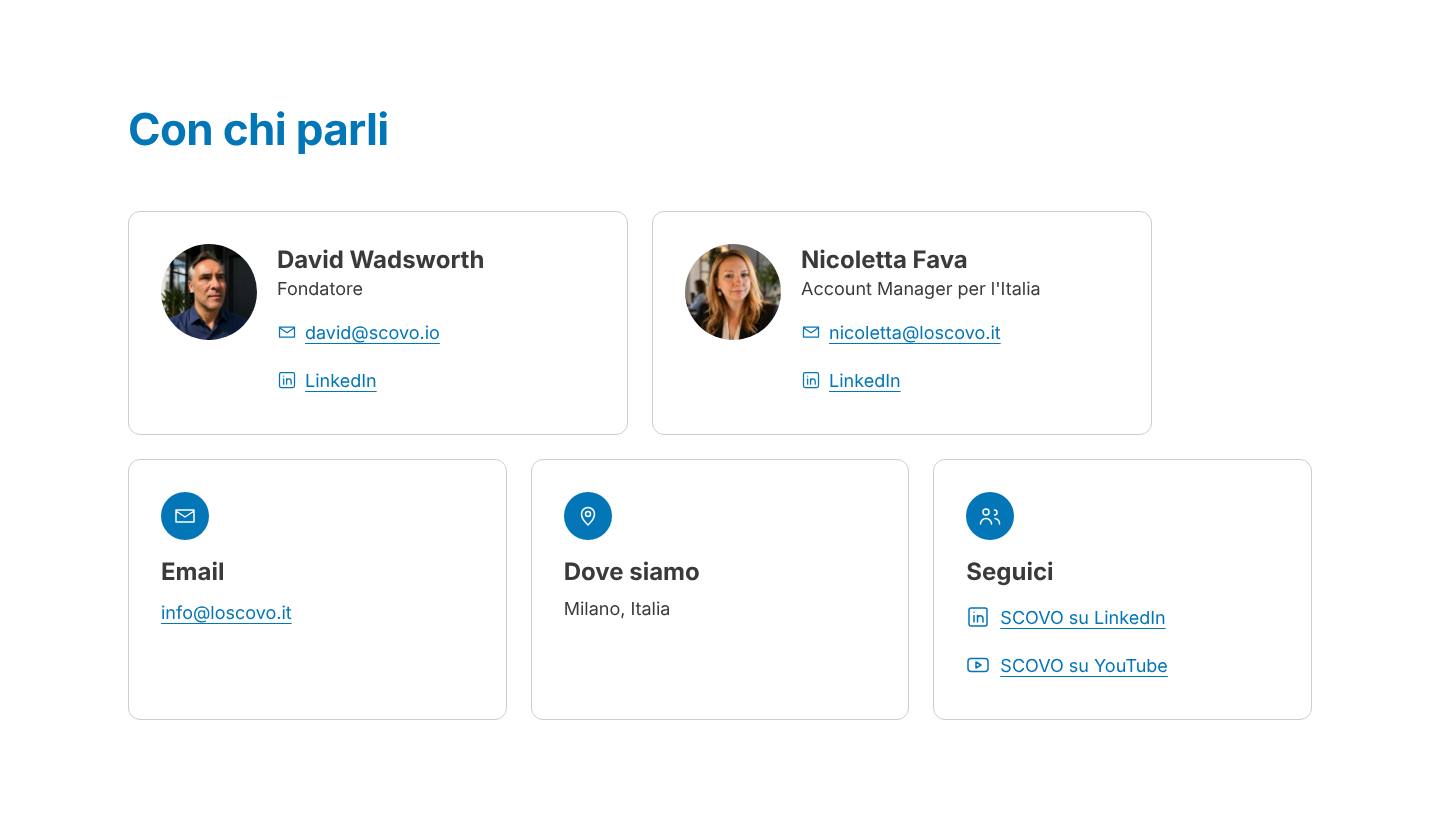 Con chi parli
David Wadsworth
Fondatore
david@scovo.io
LinkedIn
Nicoletta Fava
Account Manager per l'Italia
nicoletta@loscovo.it
LinkedIn
Email
info@loscovo.it
Dove siamo
Milano, Italia
Seguici
SCOVO su LinkedIn
SCOVO su YouTube